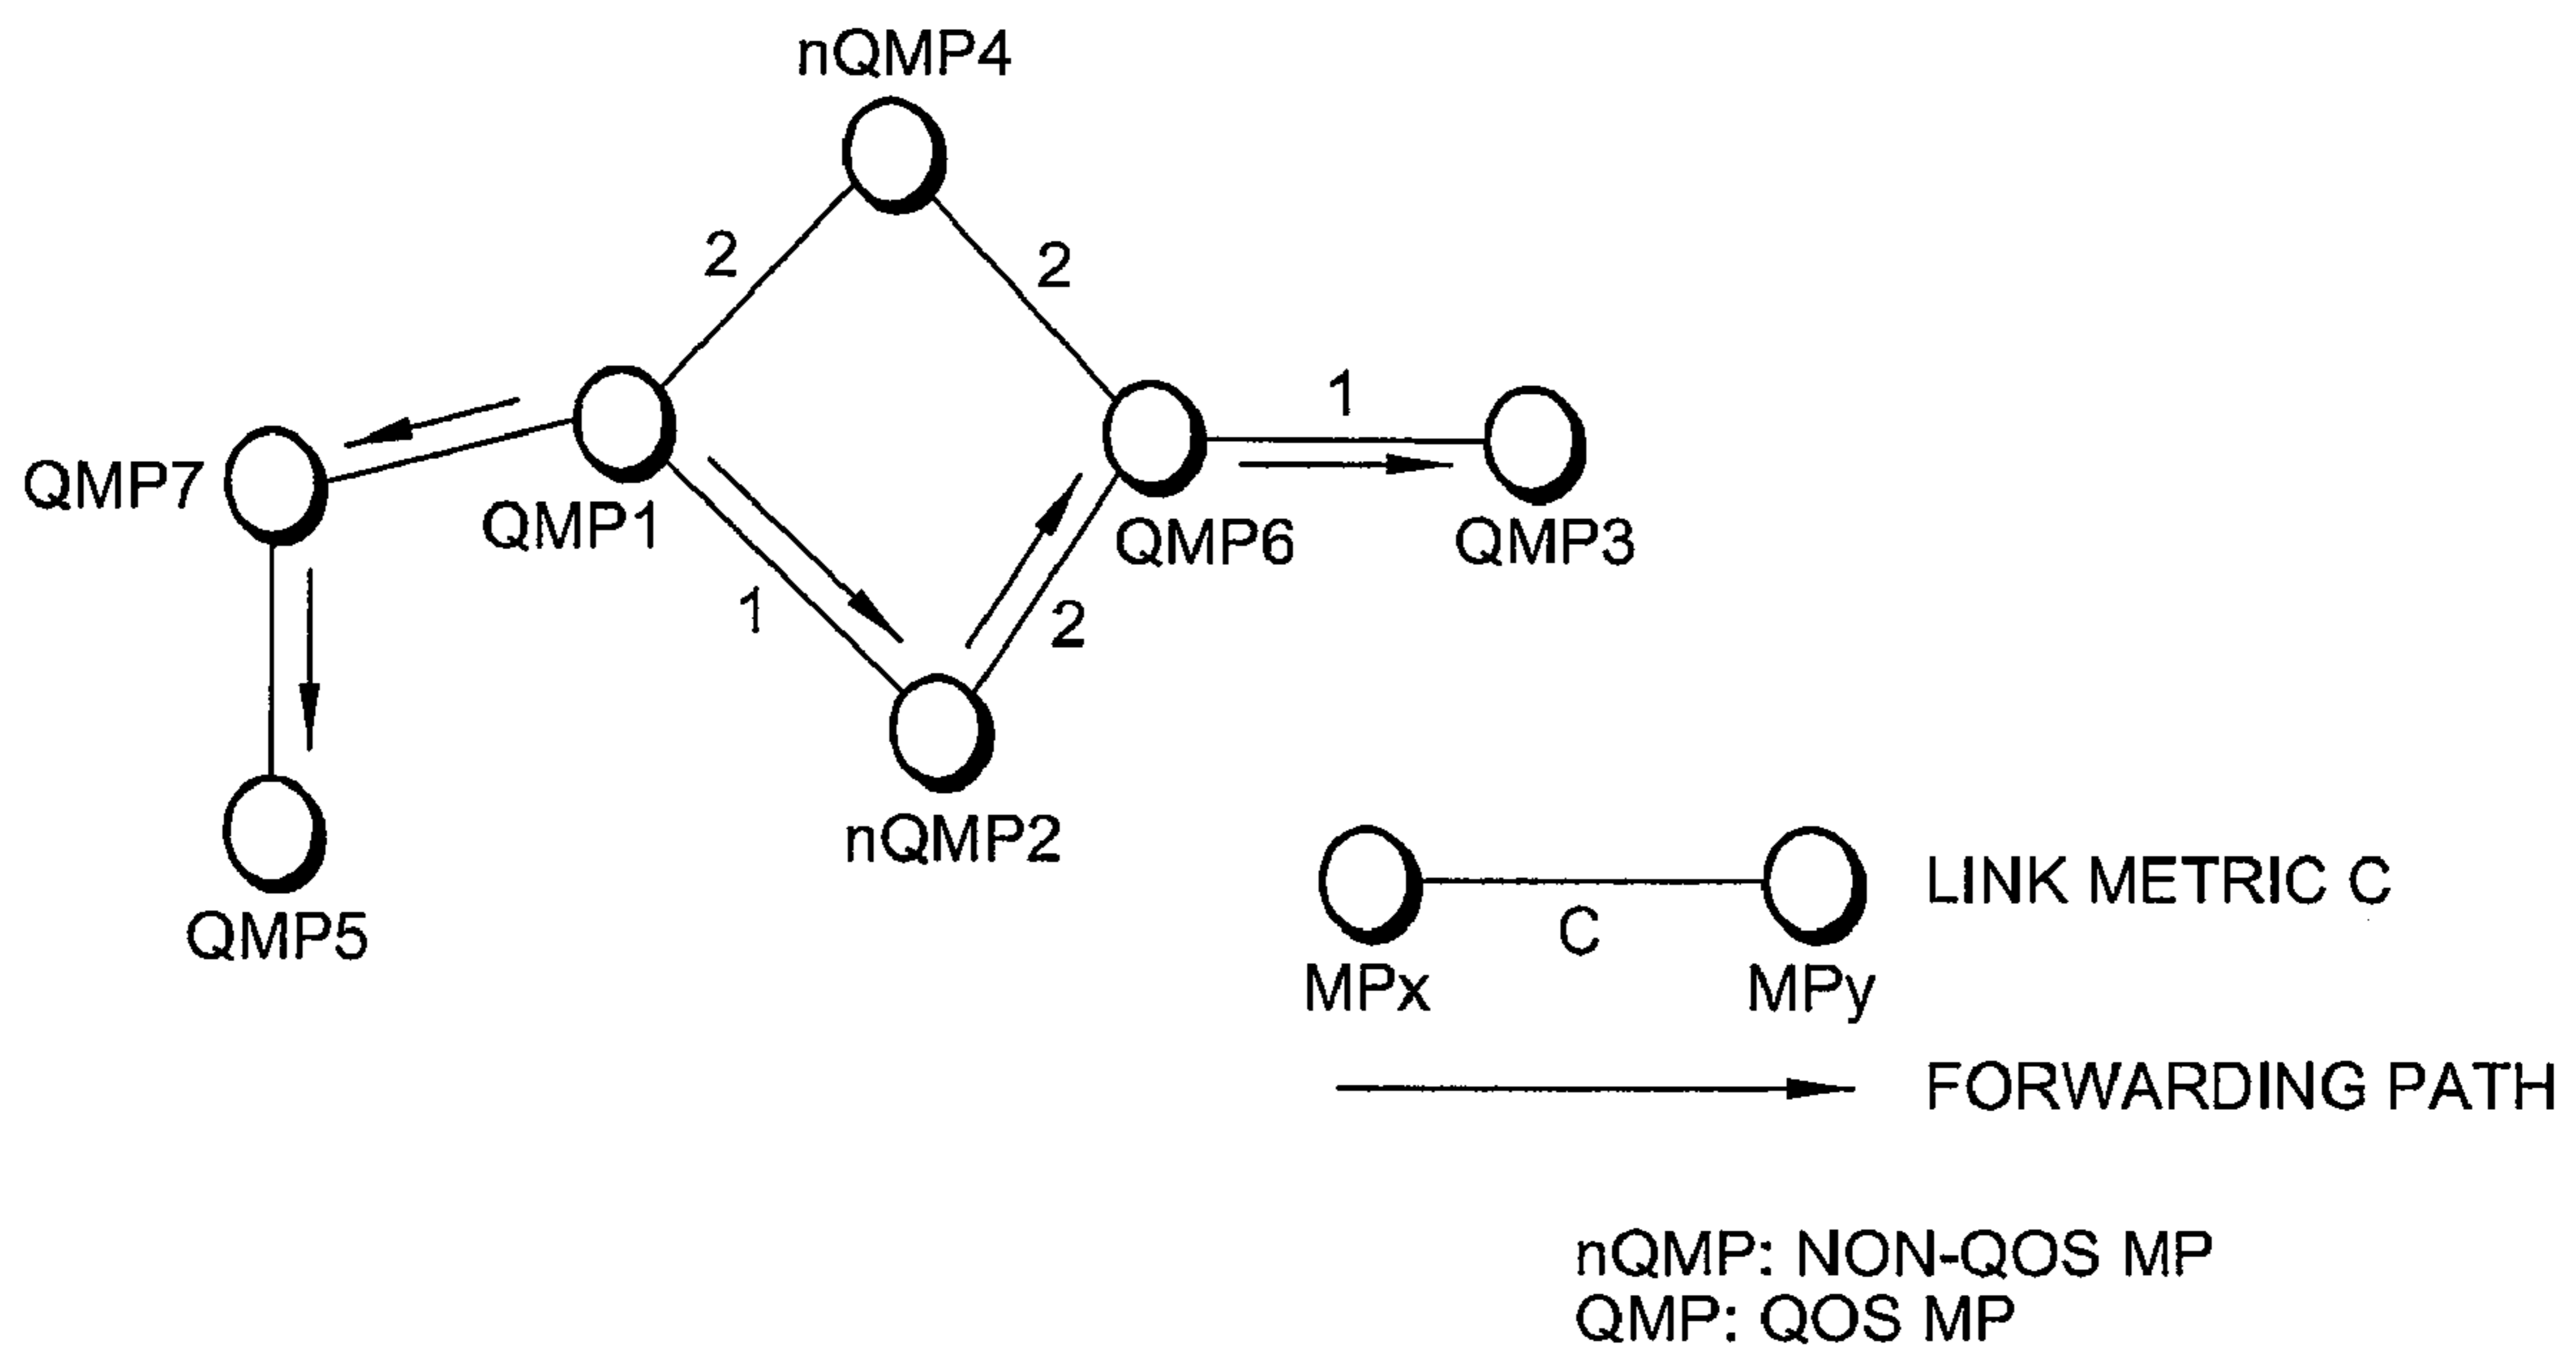 nQMP4
2
2
1
QMP7
QMP1
QMP6
QMP3
1
2
nQMP2
QMP5
LINK METRIC C
C
MPx
MPy
FORWARDING PATH
nQMP: NON-QOS MP
QMP: QOS MP